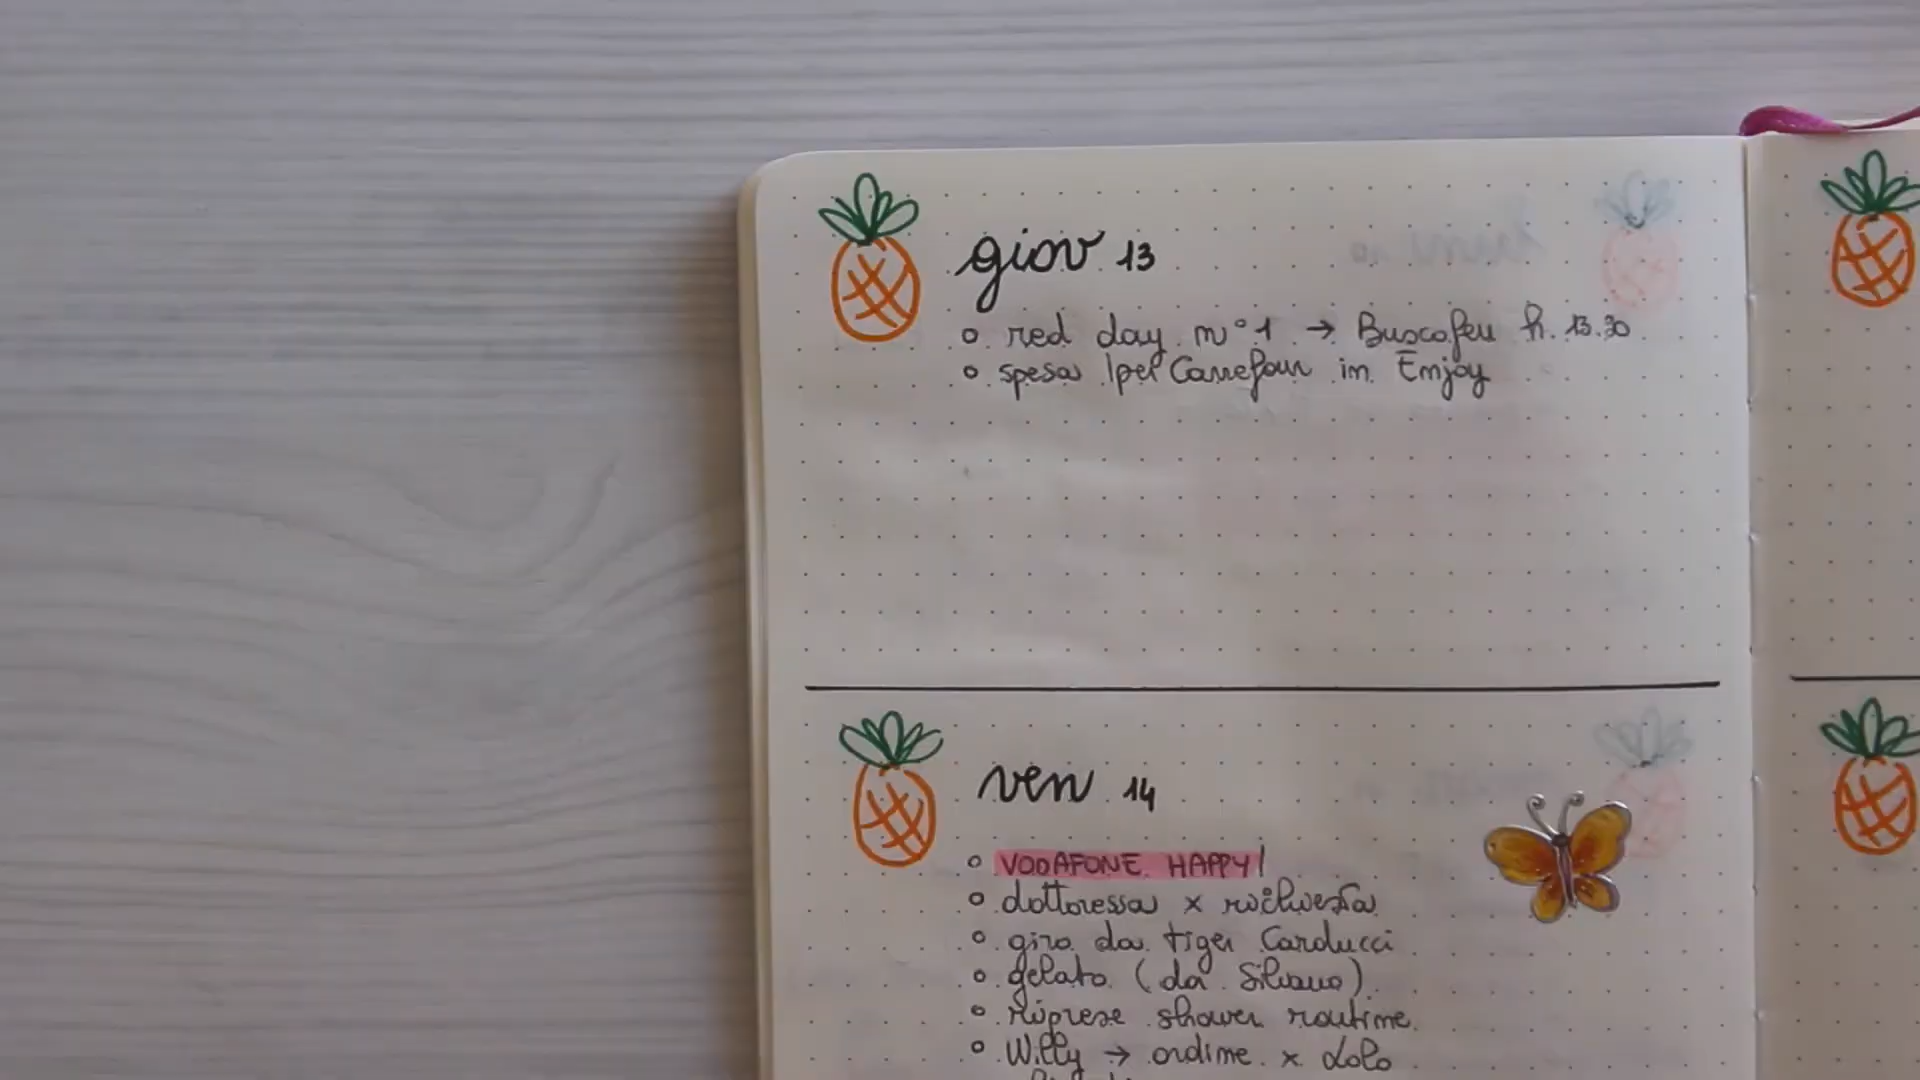 giov 13
o red day n°1 → Buscofen h. 13.30
o spesa Iper Carrefour in Enjoy
ven 14
o VODAFONE HAPPY!
o dottoressa x richiesta
o giro da tiger Carducci
o gelato (da Silvano)
o riprese shower routine
o Willy → ordine x Lolo